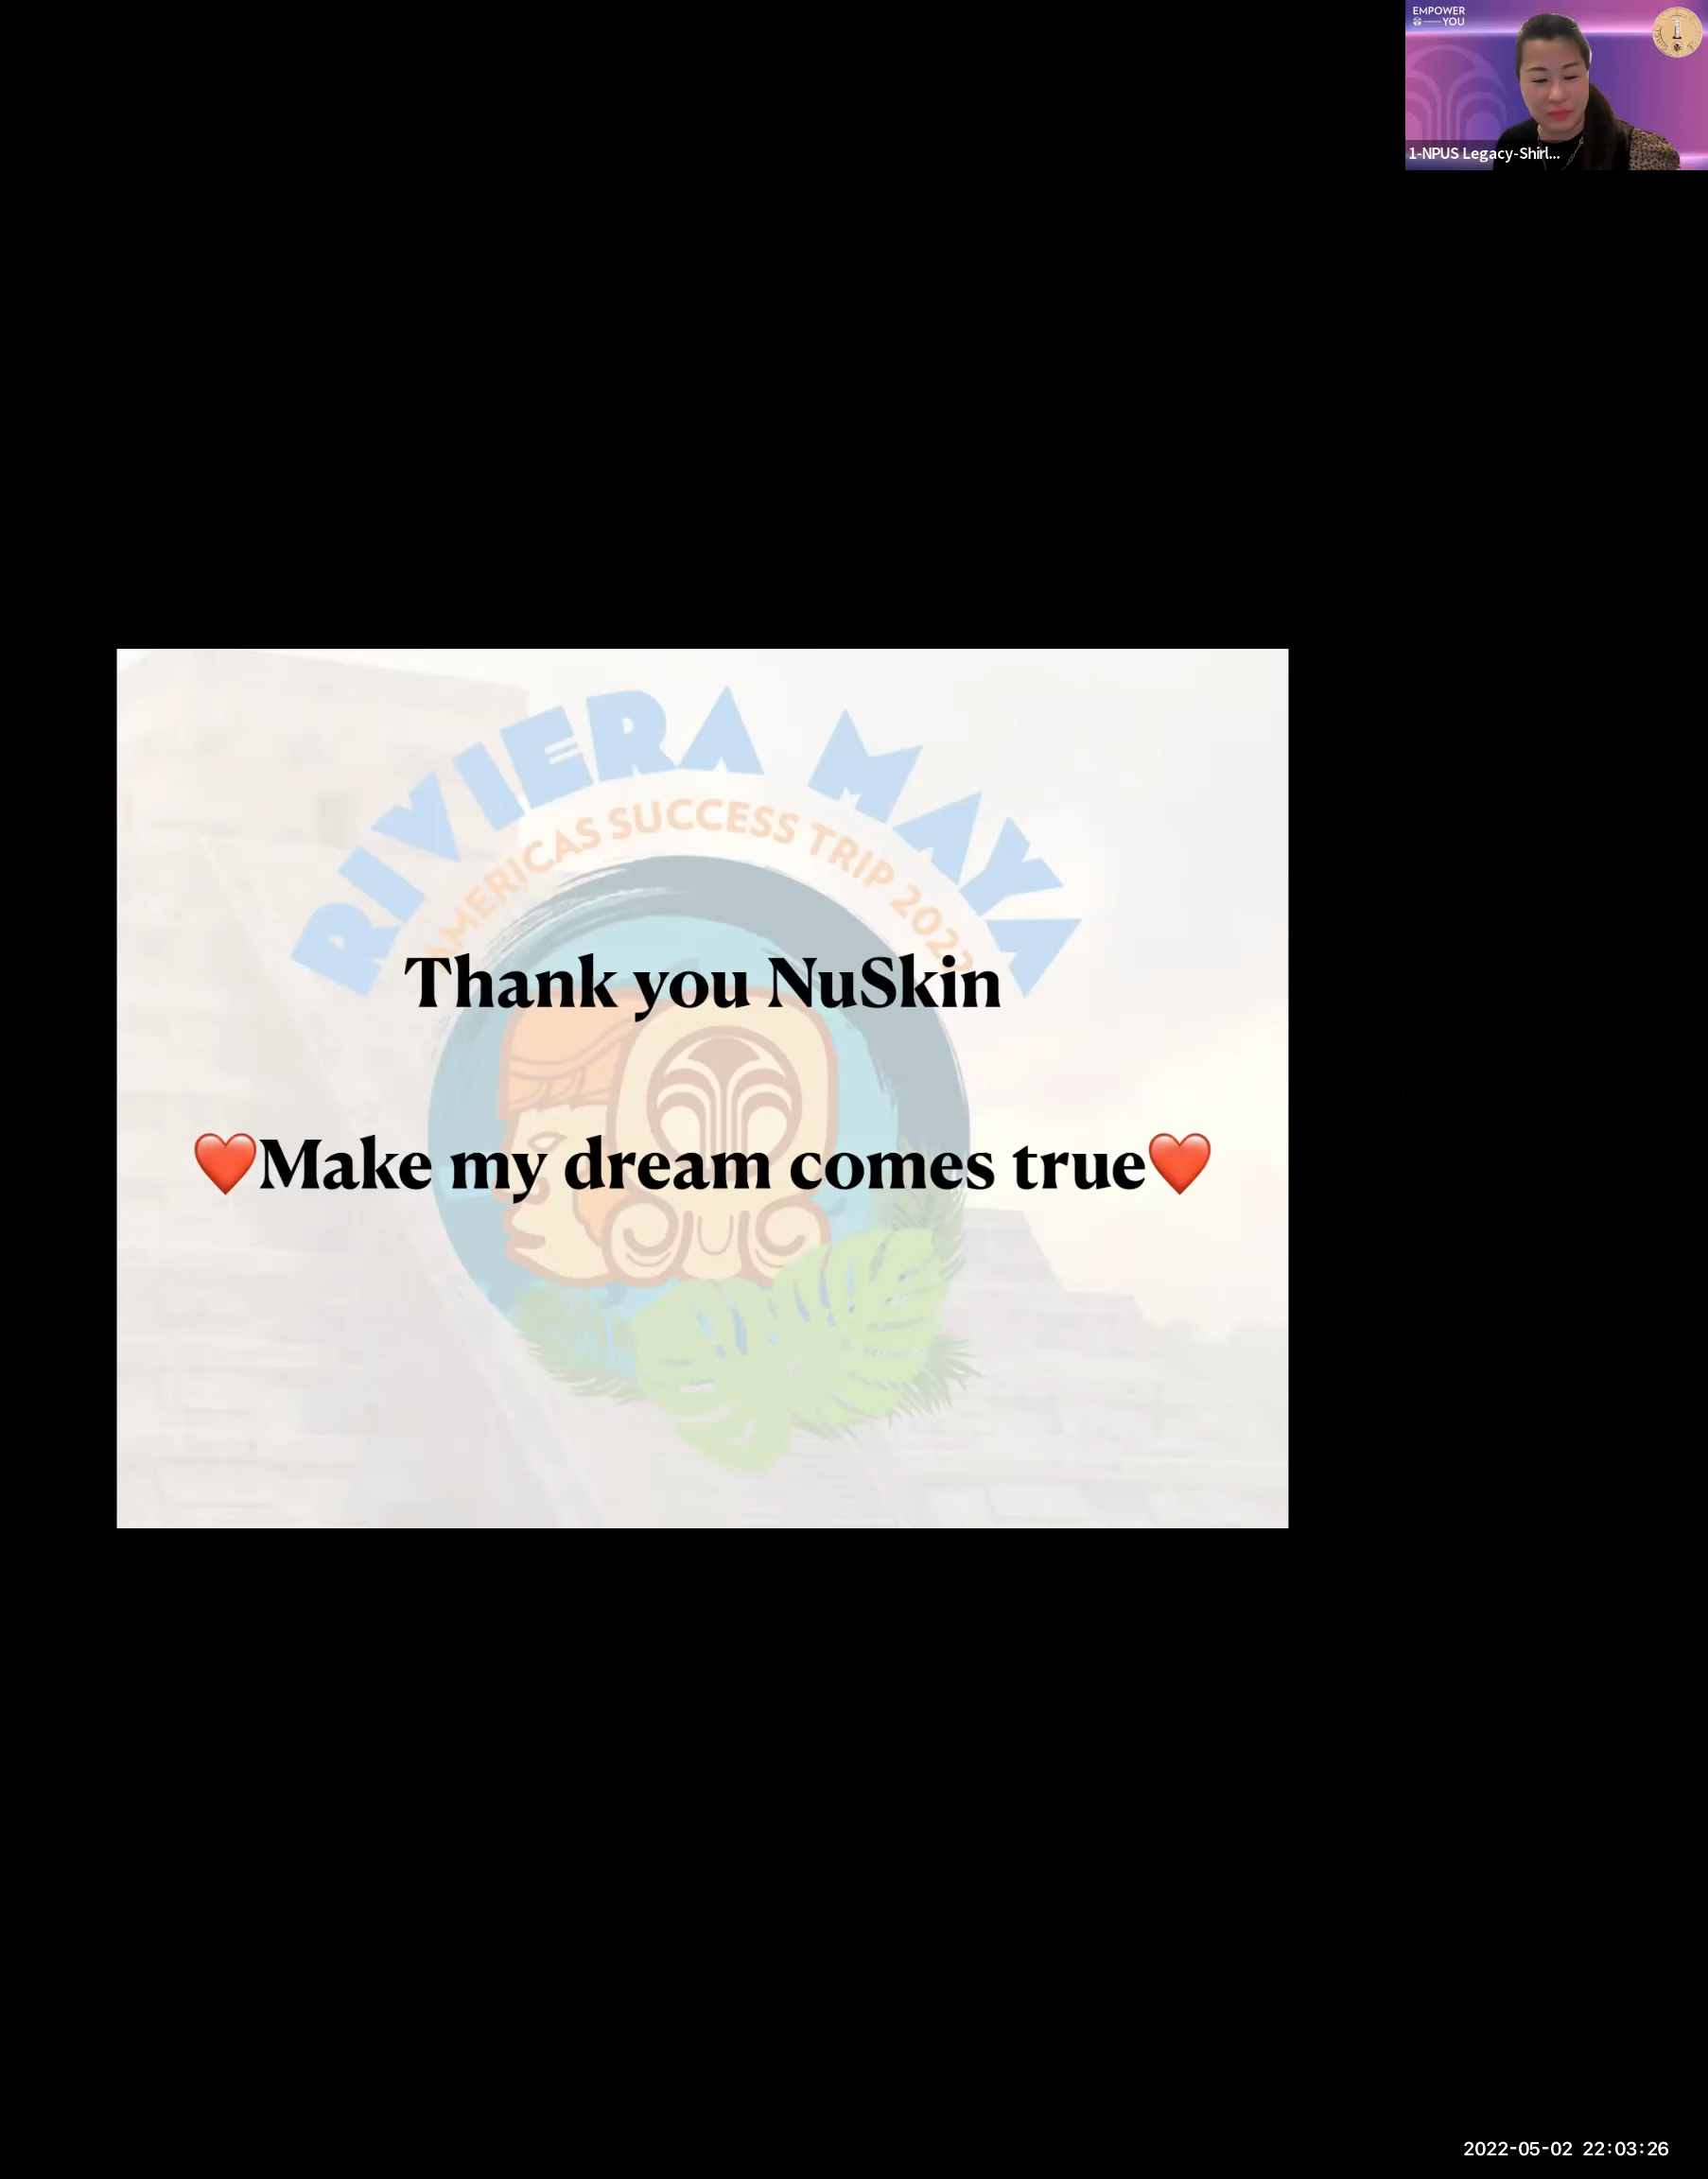 EMPOWER
YOU
1-NPUS Legacy-Shirl...
RIVIERA MAYA
AMERICAS SUCCESS TRIP 2022
Thank you NuSkin
❤️Make my dream comes true❤️
2022-05-02 22:03:26